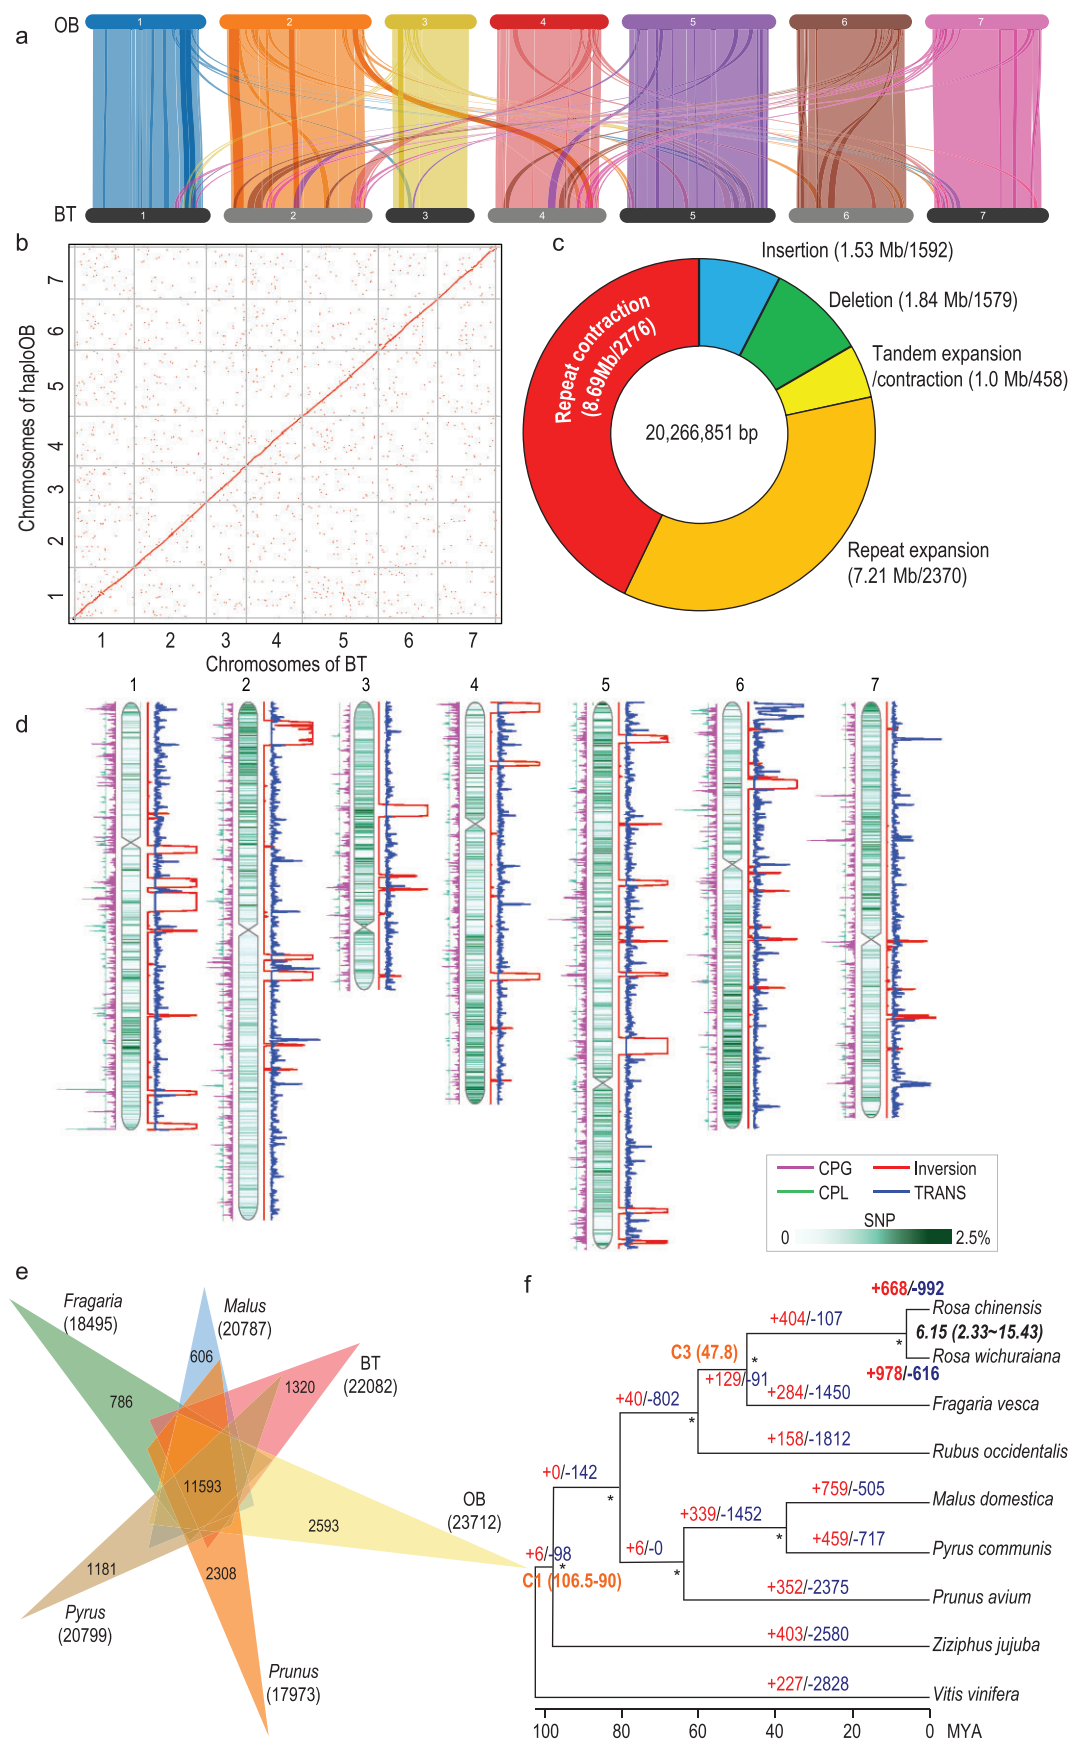 a
OB
1 2 3 4 5 6 7
BT
1 2 3 4 5 6 7
b
Chromosomes of haploOB
7
6
5
4
3
2
1
1 2 3 4 5 6 7
Chromosomes of BT
c
Insertion (1.53 Mb/1592)
Deletion (1.84 Mb/1579)
Tandem expansion
/contraction (1.0 Mb/458)
Repeat expansion
(7.21 Mb/2370)
Repeat contraction
(8.69Mb/2776)
20,266,851 bp
d
1 2 3 4 5 6 7
CPG
Inversion
CPL
TRANS
SNP
0
2.5%
e
Fragaria
(18495)
Malus
(20787)
BT
(22082)
OB
(23712)
Prunus
(17973)
Pyrus
(20799)
606
786
1320
11593
2593
2308
1181
f
+668/-992
Rosa chinensis
+404/-107
6.15 (2.33~15.43)
Rosa wichuraiana
C3 (47.8)
+978/-616
+129/-91
+284/-1450
Fragaria vesca
+40/-802
+158/-1812
Rubus occidentalis
+0/-142
+759/-505
Malus domestica
+339/-1452
+459/-717
Pyrus communis
+6/-0
+6/-98
C1 (106.5-90)
+352/-2375
Prunus avium
+403/-2580
Ziziphus jujuba
+227/-2828
Vitis vinifera
* * * * * * *
100 80 60 40 20 0 MYA